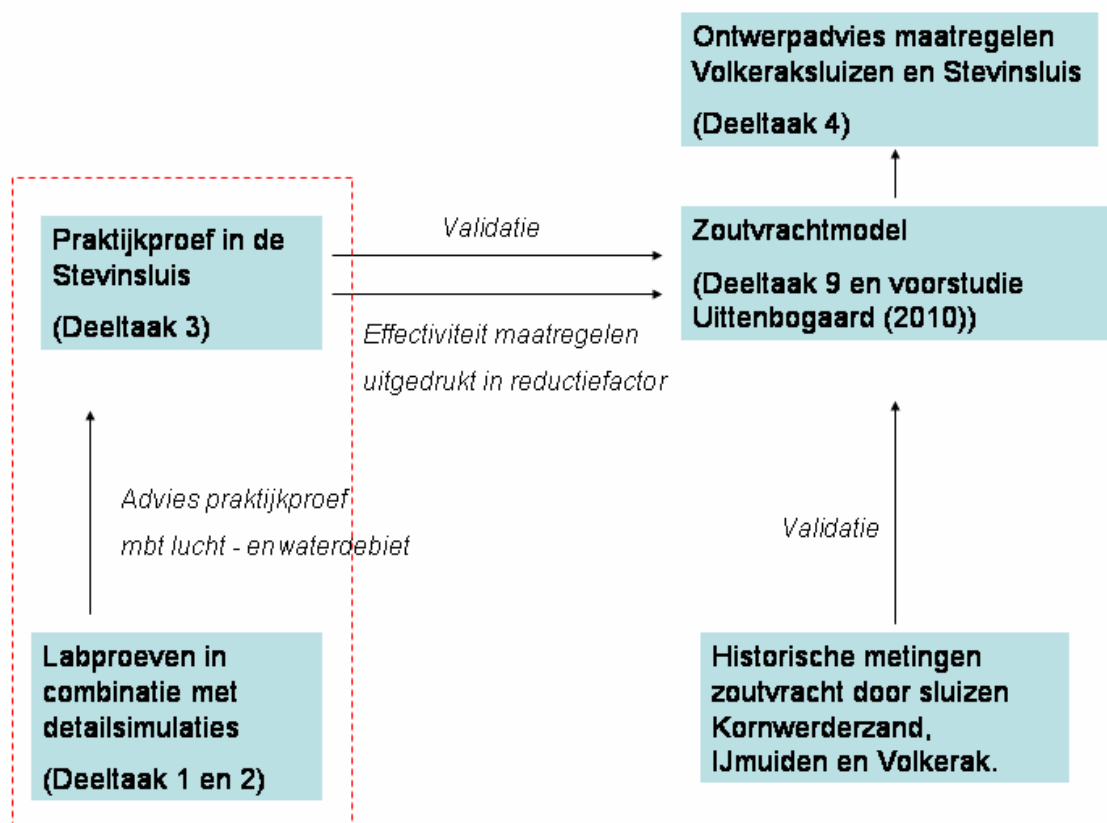 Ontwerpadvies maatregelen
Volkeraksluizen en Stevinsluis
(Deeltaak 4)
Praktijkproef in de
Stevinsluis
(Deeltaak 3)
Validatie
Effectiviteit maatregelen
uitgedrukt in reductiefactor
Zoutvrachtmodel
(Deeltaak 9 en voorstudie
Uittenbogaard (2010))
Advies praktijkproef
mbt lucht - en waterdebiet
Validatie
Labproeven in
combinatie met
detailsimulaties
(Deeltaak 1 en 2)
Historische metingen
zoutvracht door sluizen
Kornwerderzand,
IJmuiden en Volkerak.